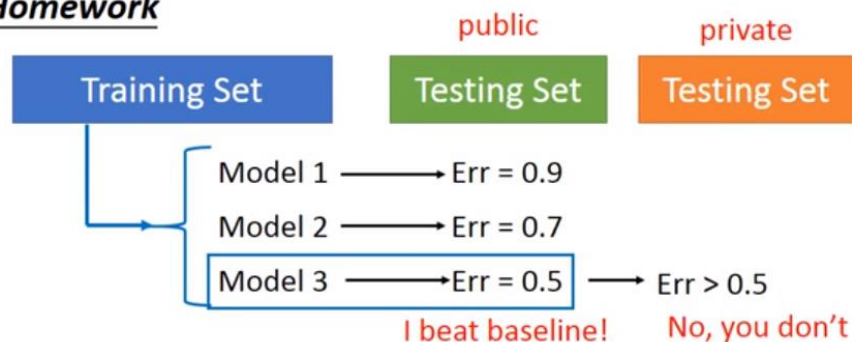 Homework
public private
Training Set Testing Set Testing Set
Model 1 Err = 0.9
Model 2 Err = 0.7
Model 3 Err = 0.5 Err > 0.5
I beat baseline! No, you don't